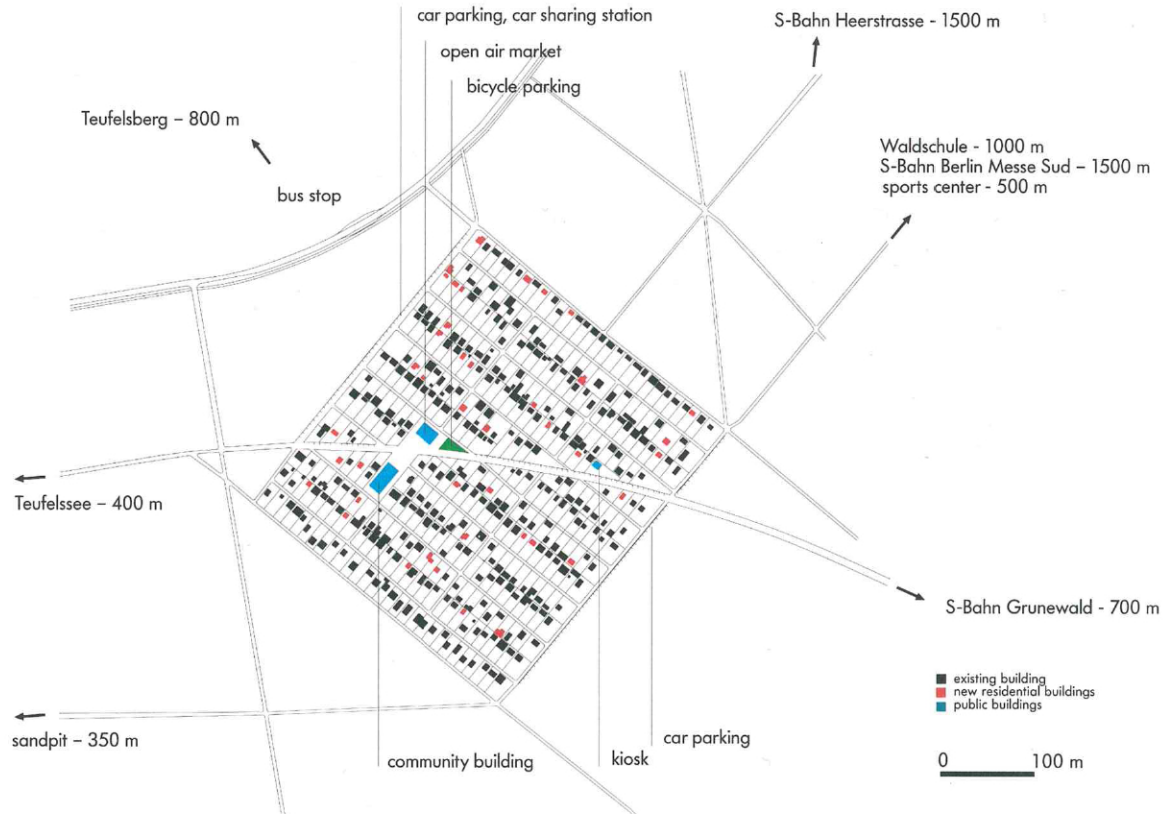 car parking, car sharing station
S-Bahn Heerstrasse - 1500 m
open air market
bicycle parking
Teufelsberg – 800 m
Waldschule - 1000 m
S-Bahn Berlin Messe Sud – 1500 m
sports center - 500 m
bus stop
Teufelssee – 400 m
S-Bahn Grunewald - 700 m
existing building
new residential buildings
public buildings
sandpit – 350 m
car parking
community building
kiosk
0 100 m